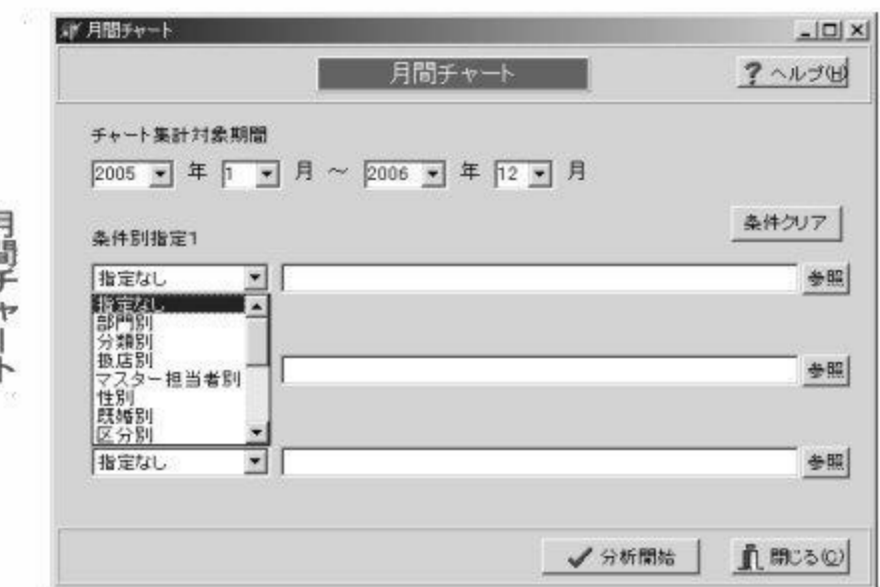 月間チャート
月間チャート
? ヘルプ(H)
チャート集計対象期間
2005 年 1 月 ～ 2006 年 12 月
条件クリア
条件別指定1
指定なし 参照
指定なし
部門別
分類別
扱店別
マスター担当者別
性別
既婚別
区分別
参照
指定なし 参照
分析開始 閉じる(C)
月間チャート